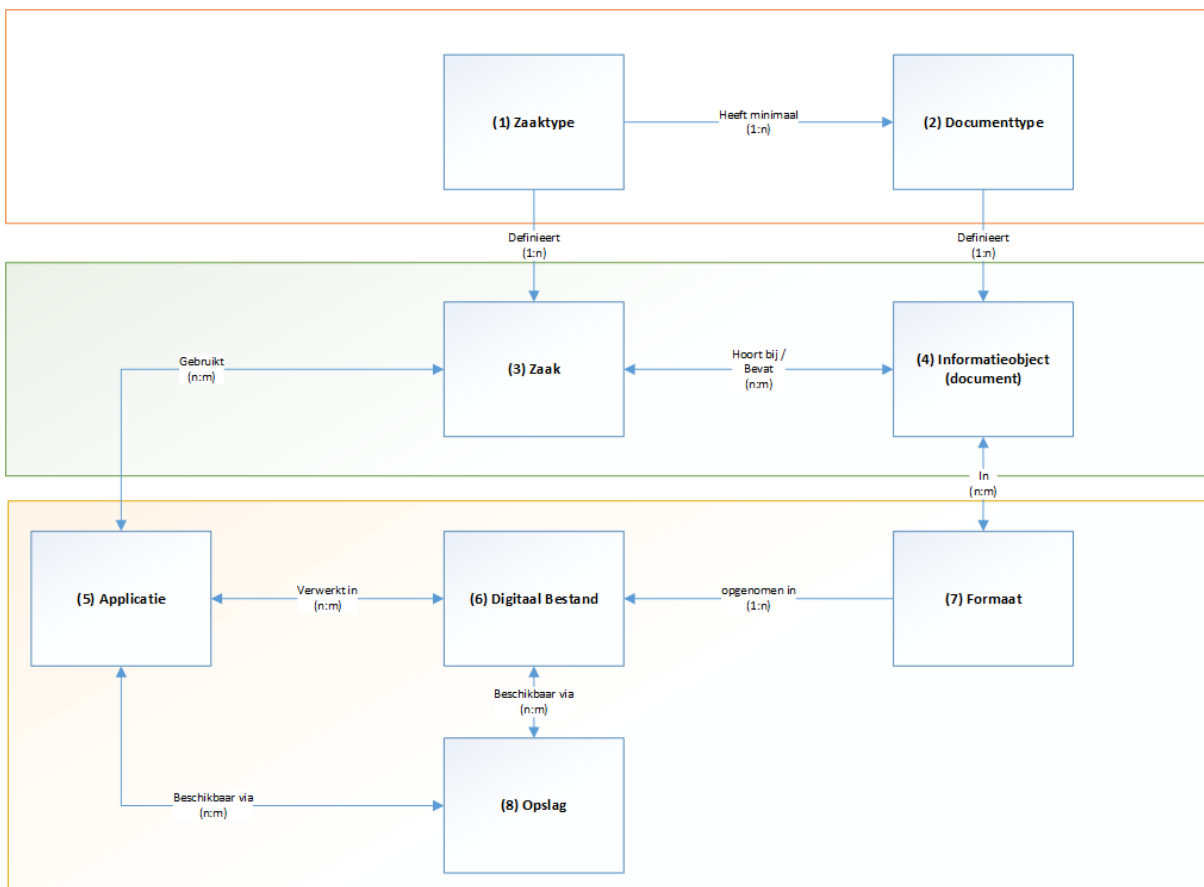 (1) Zaaktype
Heeft minimaal
(1:n)
(2) Documenttype
Definieert
(1:n)
Definieert
(1:n)
Gebruikt
(n:m)
(3) Zaak
Hoort bij /
Bevat
(n:m)
(4) Informatieobject
(document)
In
(n:m)
(5) Applicatie
Verwerkt in
(n:m)
(6) Digitaal Bestand
opgenomen in
(1:n)
(7) Formaat
Beschikbaar via
(n:m)
Beschikbaar via
(n:m)
(8) Opslag